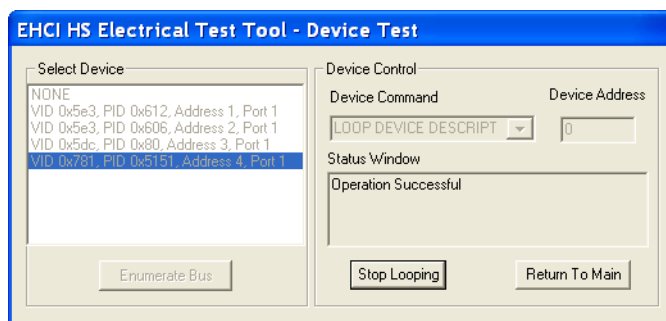 EHCI HS Electrical Test Tool - Device Test
Select Device
NONE
VID 0x5e3, PID 0x612, Address 1, Port 1
VID 0x5e3, PID 0x606, Address 2, Port 1
VID 0x5dc, PID 0x80, Address 3, Port 1
VID 0x781, PID 0x5151, Address 4, Port 1
Enumerate Bus
Device Control
Device Command
Device Address
LOOP DEVICE DESCRIPT
0
Status Window
Operation Successful
Stop Looping
Return To Main